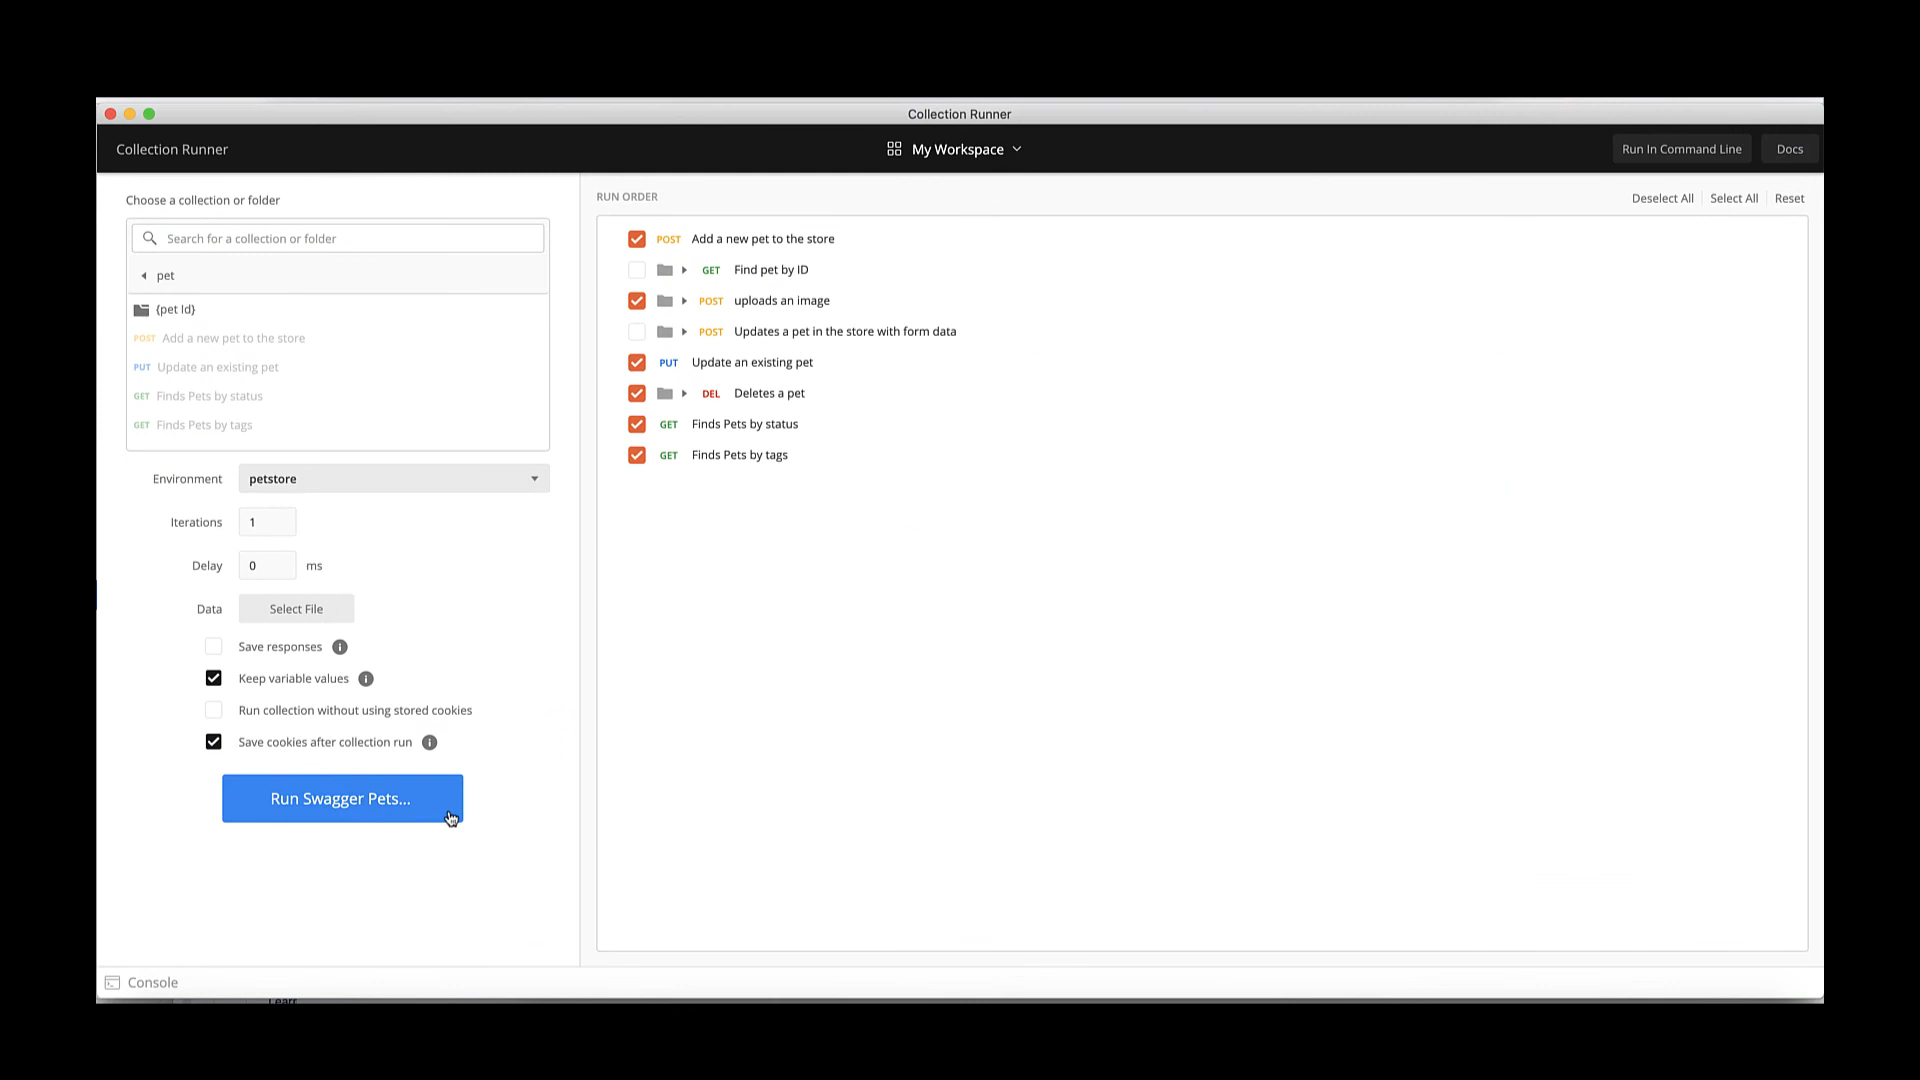 Collection Runner
Collection Runner
My Workspace
Run In Command Line
Docs
Choose a collection or folder
Search for a collection or folder
pet
{pet Id}
POST Add a new pet to the store
PUT Update an existing pet
GET Finds Pets by status
GET Finds Pets by tags
Environment petstore
Iterations 1
Delay 0 ms
Data Select File
Save responses
Keep variable values
Run collection without using stored cookies
Save cookies after collection run
Run Swagger Pets...
RUN ORDER
Deselect All Select All Reset
POST Add a new pet to the store
GET Find pet by ID
POST uploads an image
POST Updates a pet in the store with form data
PUT Update an existing pet
DEL Deletes a pet
GET Finds Pets by status
GET Finds Pets by tags
Console